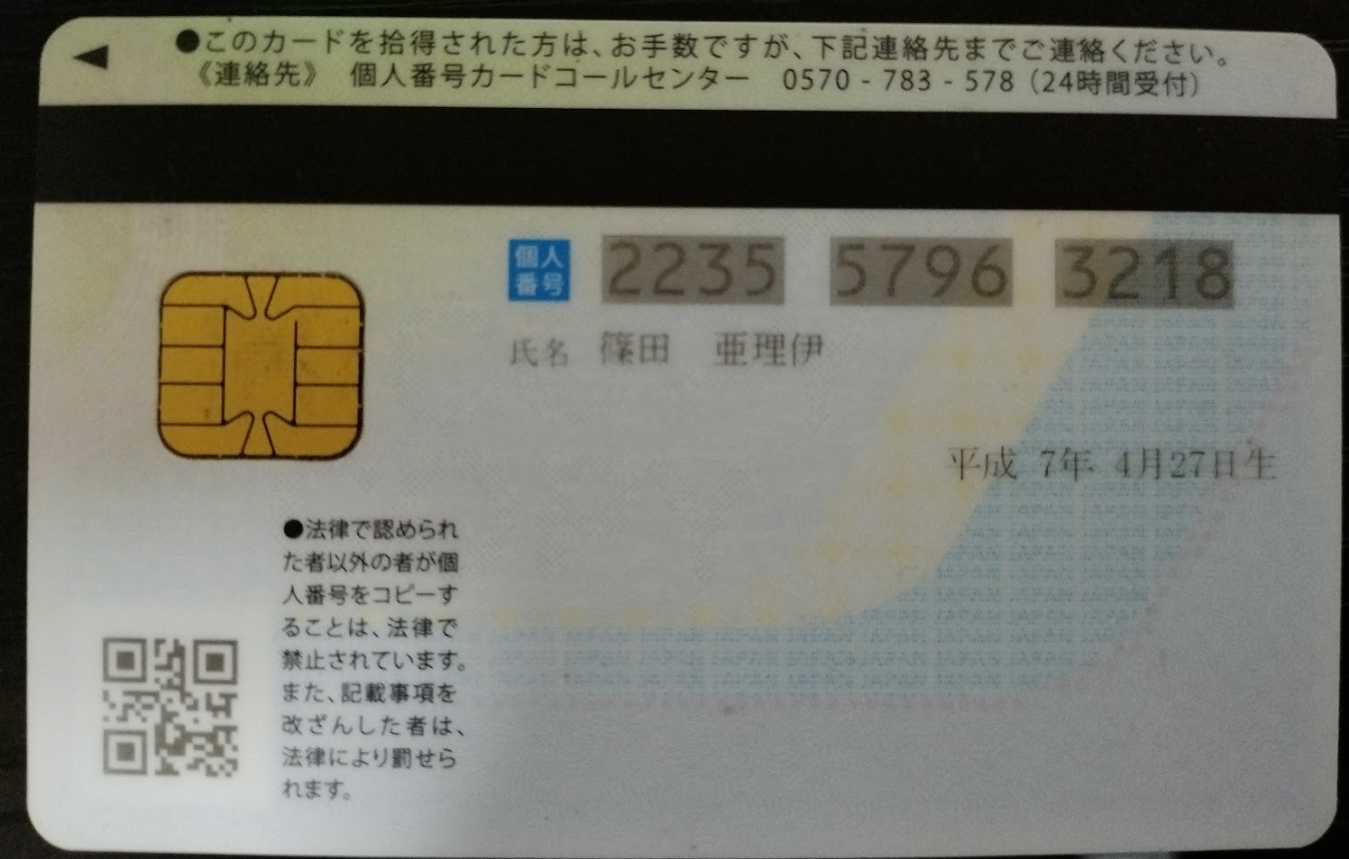 ●このカードを拾得された方は、お手数ですが、下記連絡先までご連絡ください。
《連絡先》 個人番号カードコールセンター 0570 - 783 - 578（24時間受付）
個人番号 2235 5796 3218
氏名 篠田 亜理伊
平成 7年 4月27日生
●法律で認められ
た者以外の者が個
人番号をコピーす
ることは、法律で
禁止されています。
また、記載事項を
改ざんした者は、
法律により罰せら
れます。